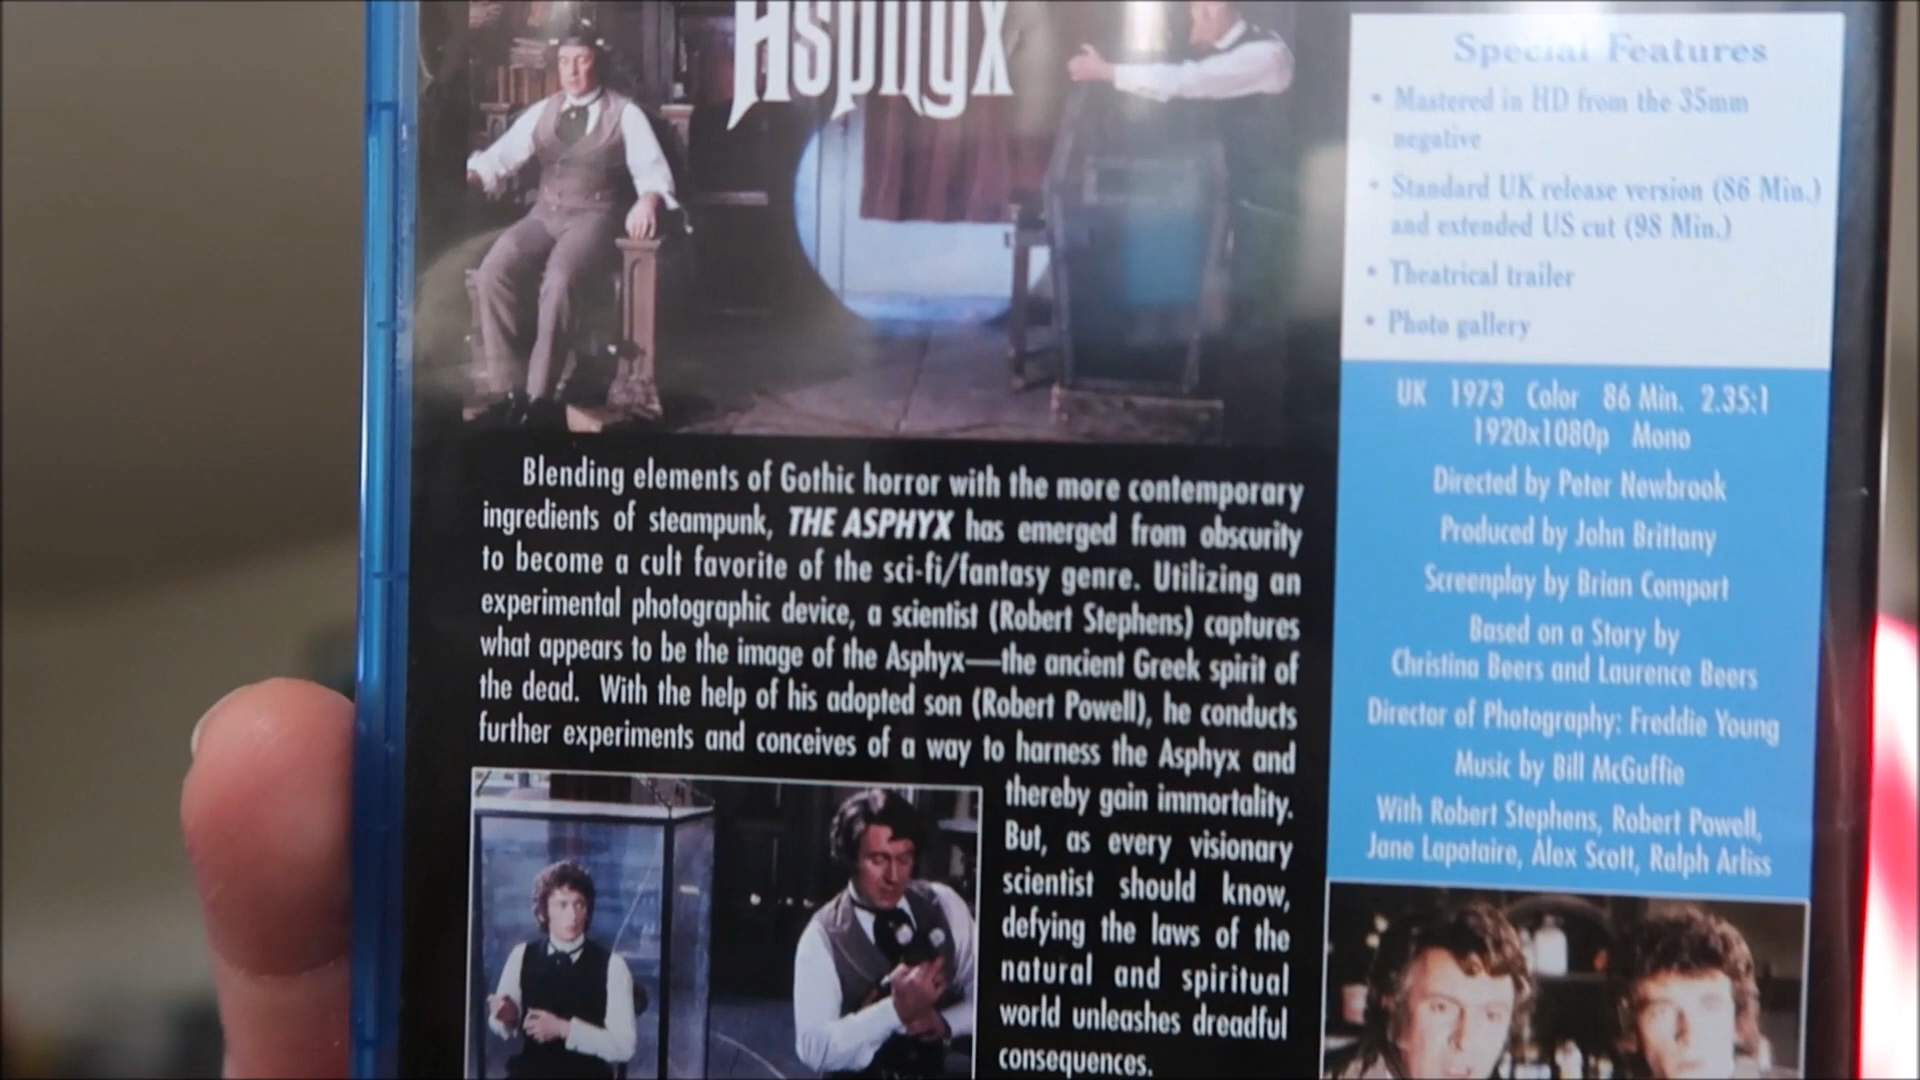 Asphyx
Blending elements of Gothic horror with the more contemporary
ingredients of steampunk, THE ASPHYX has emerged from obscurity
to become a cult favorite of the sci-fi/fantasy genre. Utilizing an
experimental photographic device, a scientist (Robert Stephens) captures
what appears to be the image of the Asphyx—the ancient Greek spirit of
the dead. With the help of his adopted son (Robert Powell), he conducts
further experiments and conceives of a way to harness the Asphyx and
thereby gain immortality.
But, as every visionary
scientist should know,
defying the laws of the
natural and spiritual
world unleashes dreadful
consequences.
Special Features
• Mastered in HD from the 35mm
negative
• Standard UK release version (86 Min.)
and extended US cut (98 Min.)
• Theatrical trailer
• Photo gallery
UK 1973 Color 86 Min. 2.35:1
1920x1080p Mono
Directed by Peter Newbrook
Produced by John Brittany
Screenplay by Brian Comport
Based on a Story by
Christina Beers and Laurence Beers
Director of Photography: Freddie Young
Music by Bill McGuffie
With Robert Stephens, Robert Powell,
Jane Lapotaire, Alex Scott, Ralph Arliss